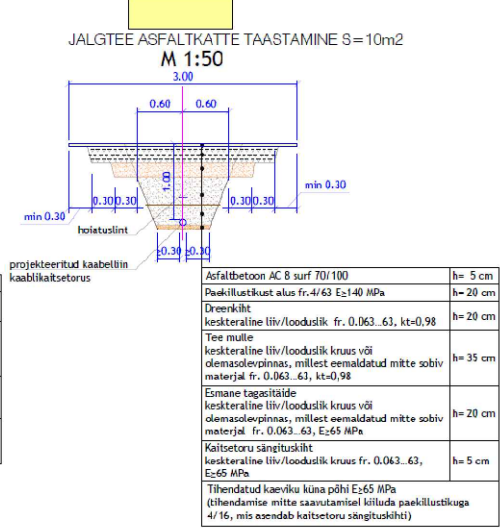 JALGTEE ASFALTKATTE TAASTAMINE S=10m2
M 1:50
3.00
0.60 0.60
1.00
0.30 0.30 0.30 0.30
min 0.30
min 0.30
hoiatuslint
≥0.30 ≥0.30
projekteeritud kaabelliin
kaablikaitsetorus
Asfaltbetoon AC 8 surf 70/100 h= 5 cm
Paekillustikust alus fr.4/63 E≥140 MPa h= 20 cm
Dreenkiht
keskteraline liiv/looduslik fr. 0.063…63, kt=0,98 h= 20 cm
Tee mulle
keskteraline liiv/looduslik kruus või
olemasolevpinnas, millest eemaldatud mitte sobiv h= 35 cm
materjal fr. 0.063…63, kt=0,98
Esmane tagasitäide
keskteraline liiv/looduslik kruus või
olemasolevpinnas, millest eemaldatud mitte sobiv h= 20 cm
materjal fr. 0.063…63, E≥65 MPa
Kaitsetoru sängituskiht
keskteraline liiv/looduslik kruus fr. 0.063…63, h= 5 cm
E≥65 MPa
Tihendatud kaeviku küna põhi E≥65 MPa
(tihendamise mitte saavutamisel kiiluda paekillustikuga
4/16, mis asendab kaitsetoru sängituskihti)